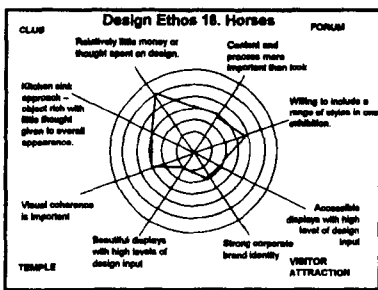 Design Ethos 18. Horses
CLUB
FORUM
Relatively little money or
thought spent on design.
Content and
process more
important than look
Kitchen sink
approach –
object rich with
little thought
given to overall
appearance.
Willing to include a
range of styles in one
exhibition.
Visual coherence
is important
Accessible
displays with high
level of design
input
Beautiful displays
with high levels of
design input
Strong corporate
brand identity
TEMPLE
VISITOR
ATTRACTION